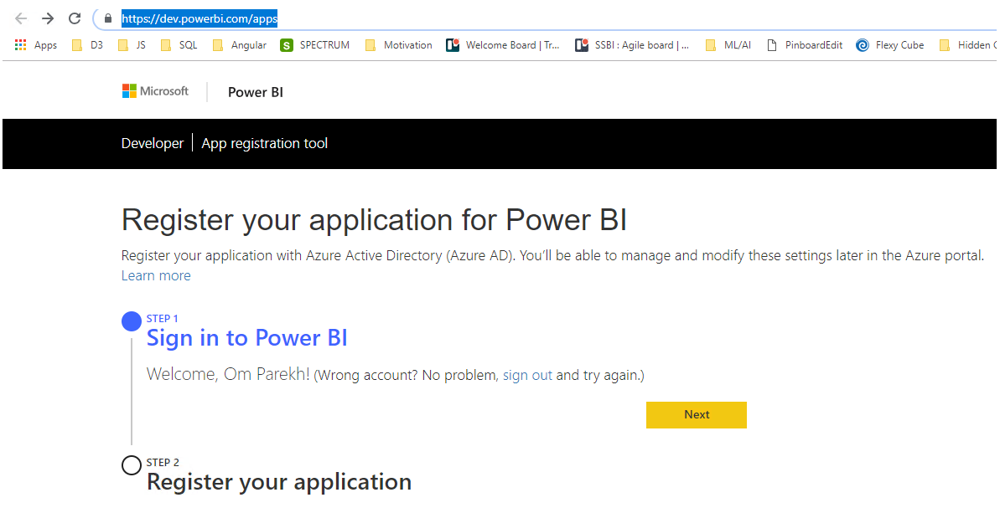 https://dev.powerbi.com/apps
Apps D3 JS SQL Angular S SPECTRUM Motivation Welcome Board | Tr... SSBI : Agile board | ... ML/AI PinboardEdit Flexy Cube Hidden
Microsoft Power BI
Developer App registration tool
Register your application for Power BI
Register your application with Azure Active Directory (Azure AD). You'll be able to manage and modify these settings later in the Azure portal.
Learn more
STEP 1
Sign in to Power BI
Welcome, Om Parekh! (Wrong account? No problem, sign out and try again.)
Next
STEP 2
Register your application